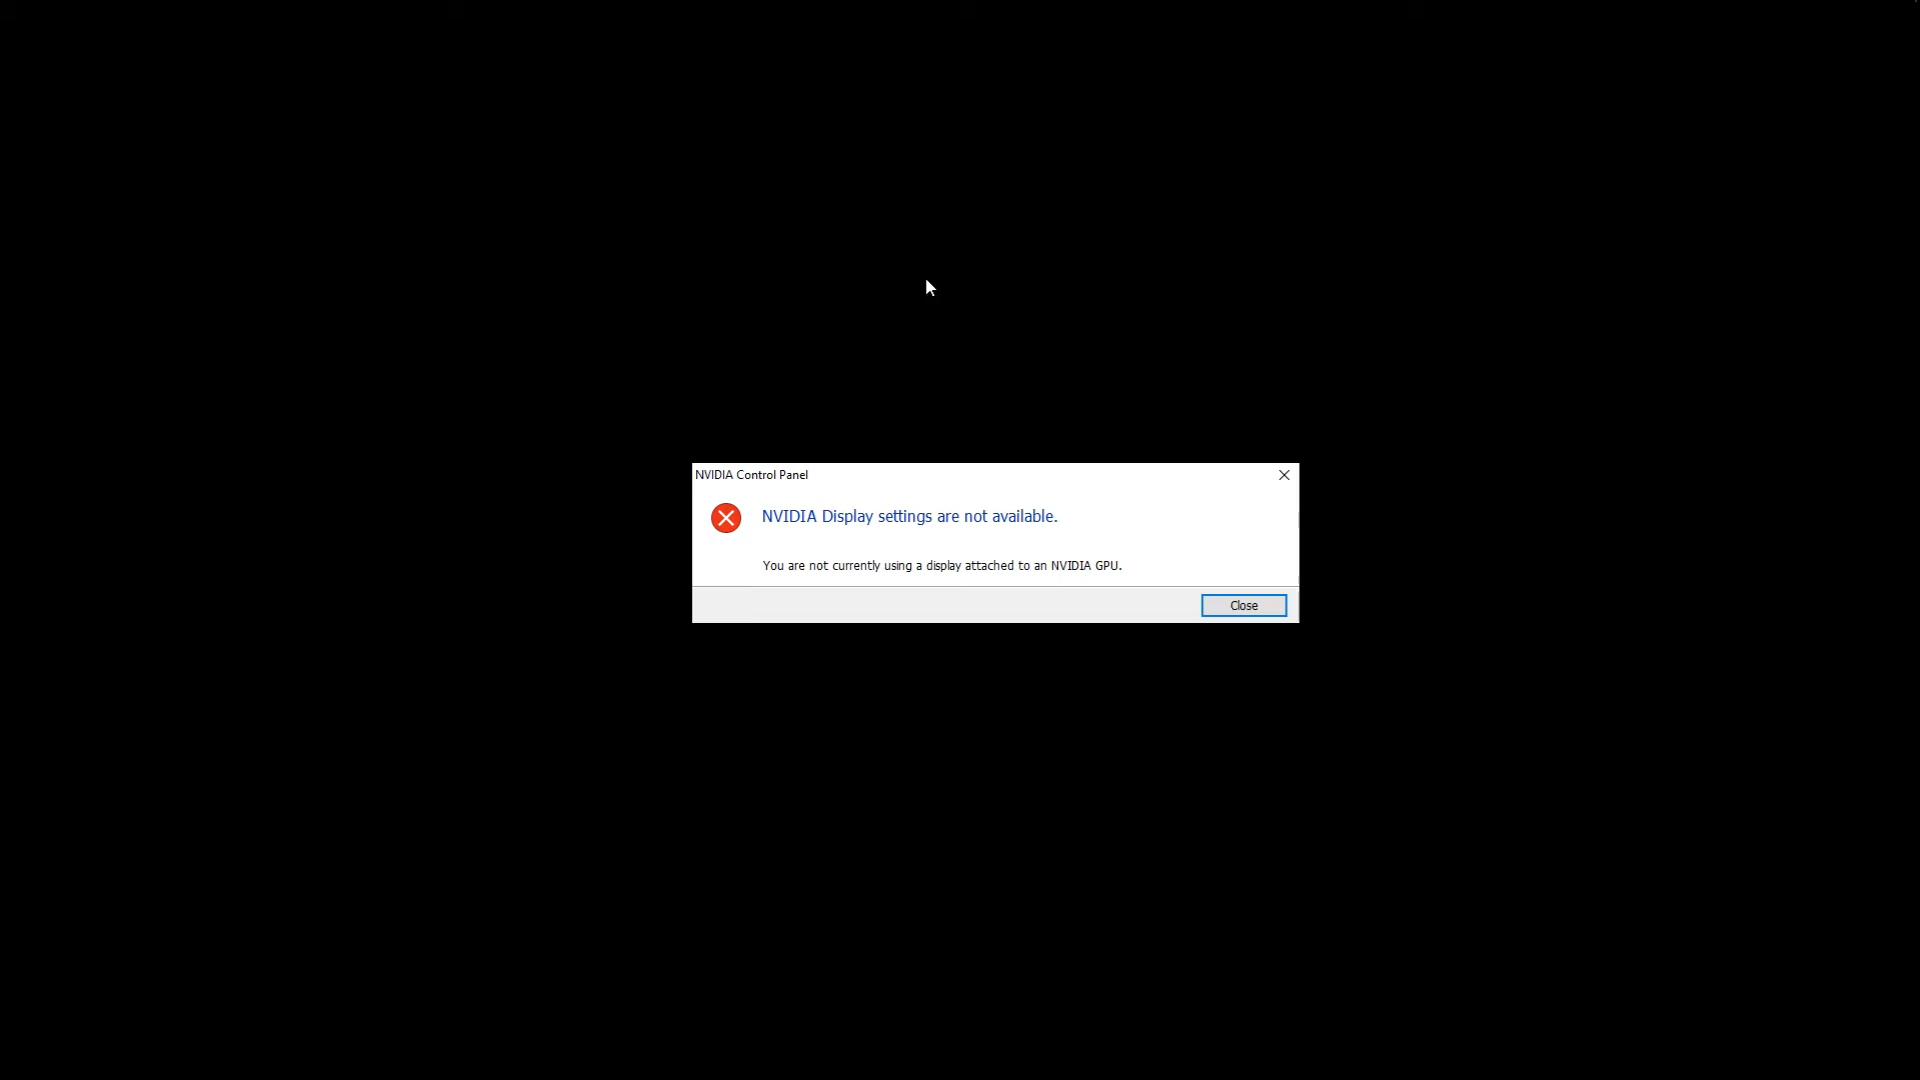 NVIDIA Control Panel
NVIDIA Display settings are not available.
You are not currently using a display attached to an NVIDIA GPU.
Close